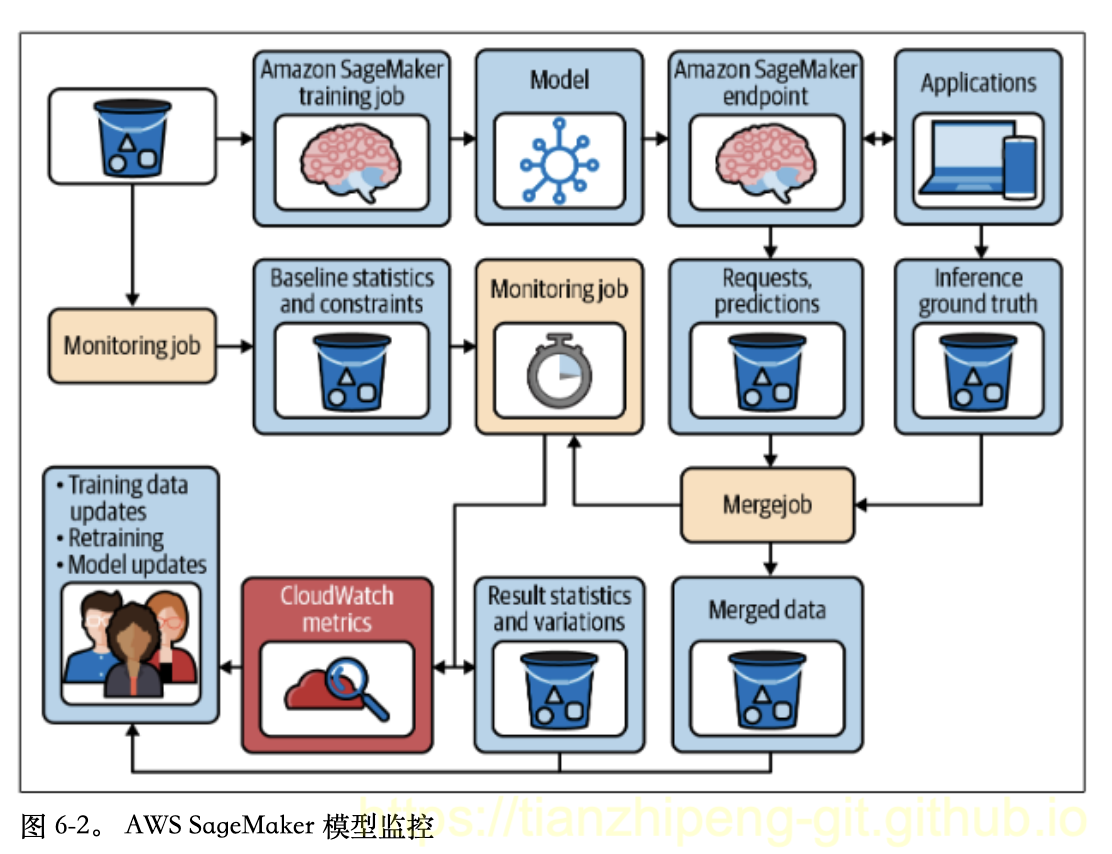 Amazon SageMaker
training job
Model
Amazon SageMaker
endpoint
Applications
Monitoring job
Baseline statistics
and constraints
Monitoring job
Requests,
predictions
Inference
ground truth
• Training data
updates
• Retraining
• Model updates
Mergejob
CloudWatch
metrics
Result statistics
and variations
Merged data
图 6-2。 AWS SageMaker 模型监控
https://tianzhipeng-git.github.io